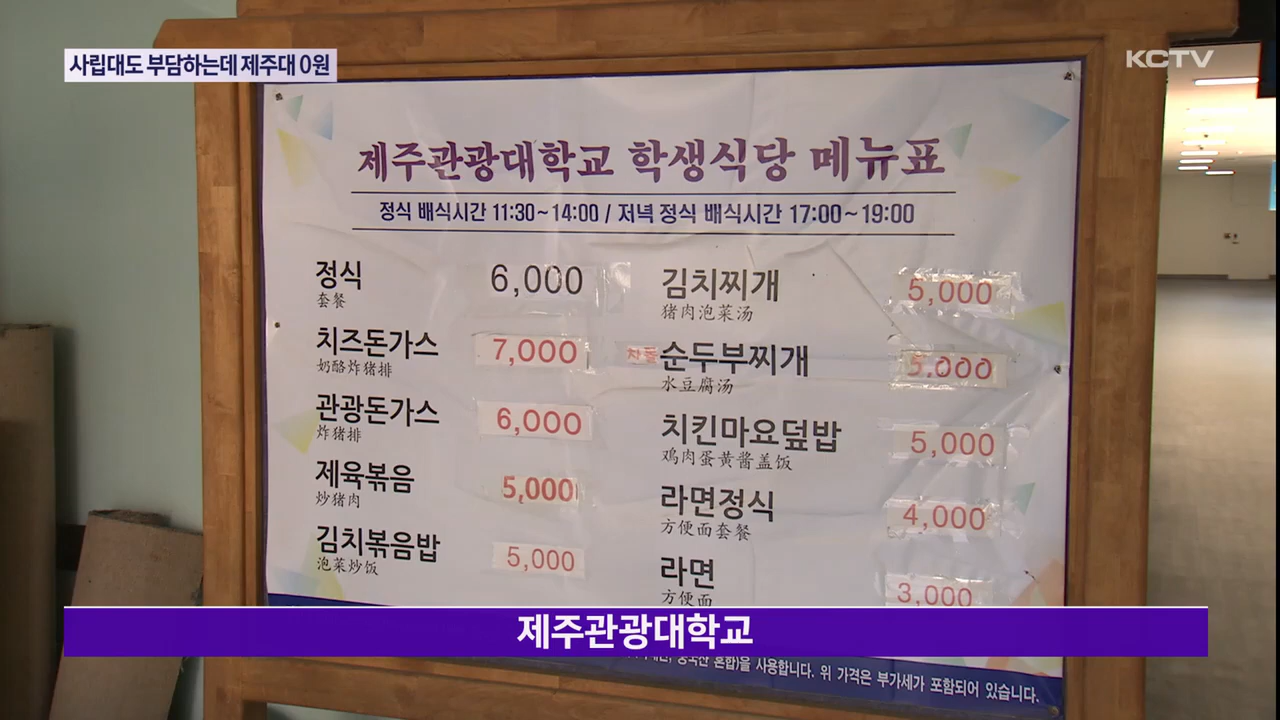 사립대도 부담하는데 제주대 0원
KCTV
제주관광대학교 학생식당 메뉴표
정식 배식시간 11:30~14:00 / 저녁 정식 배식시간 17:00~19:00
정식 6,000
套餐
치즈돈가스 7,000
奶酪炸猪排
관광돈가스 6,000
炸猪排
제육볶음 5,000
炒猪肉
김치볶음밥 5,000
泡菜炒饭
김치찌개 5,000
猪肉泡菜汤
순두부찌개 5,000
水豆腐汤
치킨마요덮밥 5,000
鸡肉蛋黄酱盖饭
라면정식 4,000
方便面套餐
라면 3,000
方便面
제주관광대학교
중국산 혼합)을 사용합니다. 위 가격은 부가세가 포함되어 있습니다.